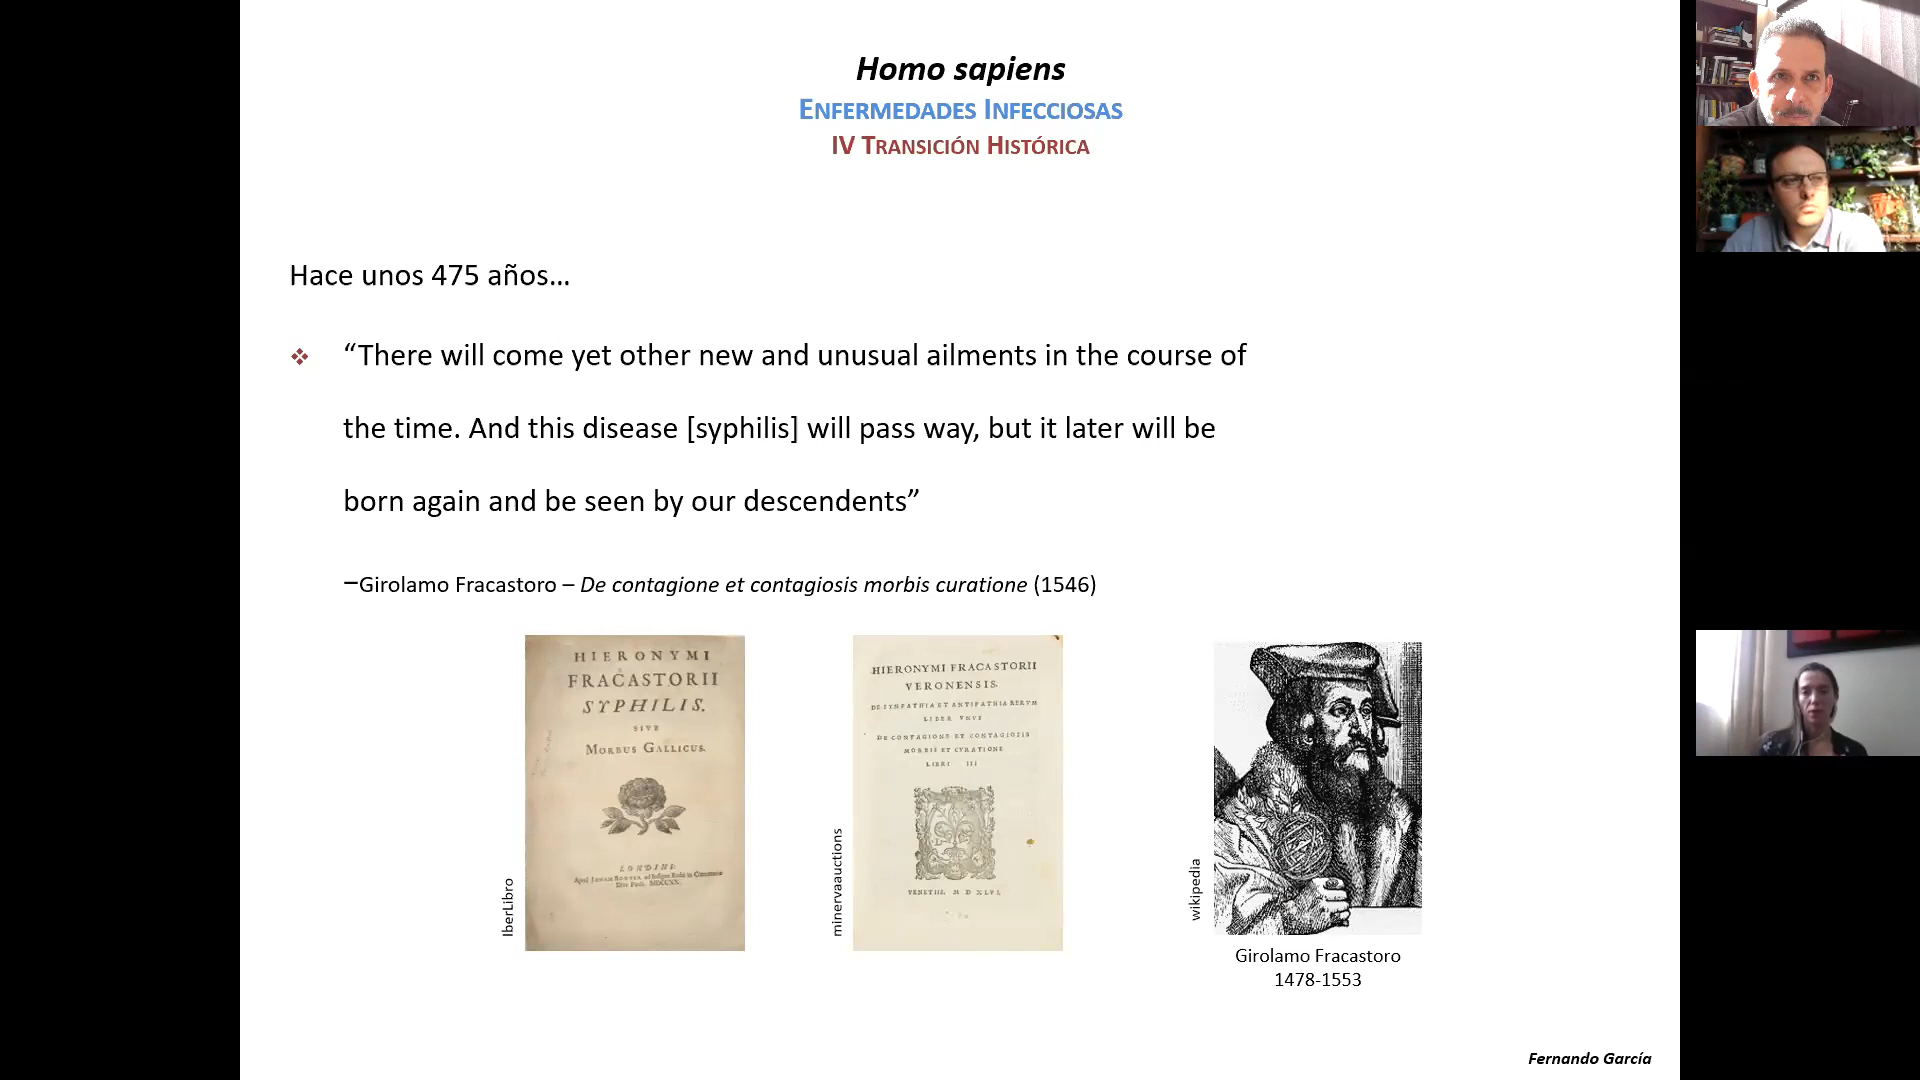 Homo sapiens
ENFERMEDADES INFECCIOSAS
IV TRANSICIÓN HISTÓRICA
Hace unos 475 años...
“There will come yet other new and unusual ailments in the course of
the time. And this disease [syphilis] will pass way, but it later will be
born again and be seen by our descendents”
–Girolamo Fracastoro – De contagione et contagiosis morbis curatione (1546)
IberLibro
HIERONYMI
FRACASTORII
SYPHILIS.
SIVE
MORBUS GALLICUS.
LONDINI:
minervaauctions
HIERONYMI FRACASTORII
VERONENSIS.
DE SYMPATHIA ET ANTIPATHIA RERVM
LIBER VNVS
DE CONTAGIONE ET CONTAGIOSIS
MORBIS ET CVRATIONE
LIBRI III
VENETIIS, M D XLVI.
wikipedia
Girolamo Fracastoro
1478-1553
Fernando García